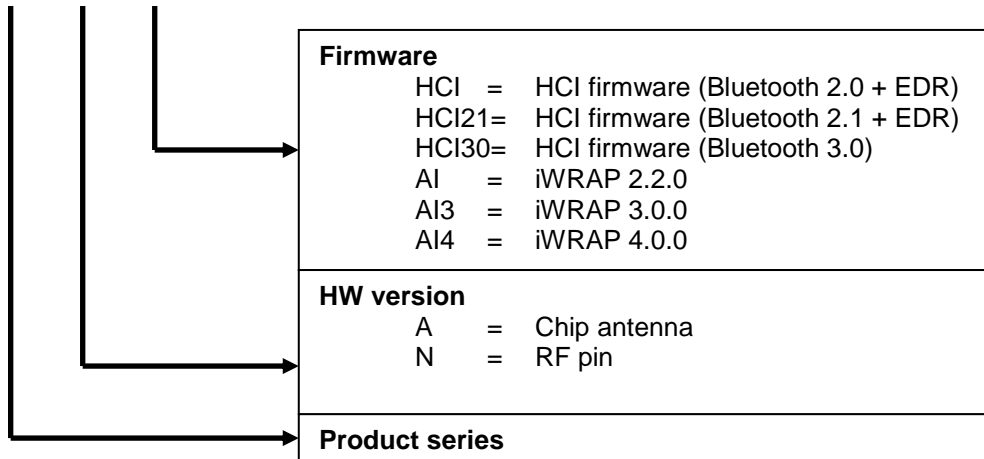 Firmware
HCI = HCI firmware (Bluetooth 2.0 + EDR)
HCI21= HCI firmware (Bluetooth 2.1 + EDR)
HCI30= HCI firmware (Bluetooth 3.0)
AI = iWRAP 2.2.0
AI3 = iWRAP 3.0.0
AI4 = iWRAP 4.0.0
HW version
A = Chip antenna
N = RF pin
Product series